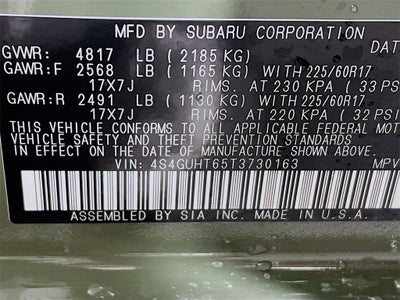 MFD BY SUBARU CORPORATION DAT
GVWR: 4817 LB ( 2185 KG)
GAWR:F 2568 LB ( 1165 KG) WITH 225/60R17
17X7J RIMS. AT 230 KPA ( 33 PS
GAWR:R 2491 LB ( 1130 KG) WITH 225/60R17
17X7J RIMS. AT 220 KPA ( 32 PSI
THIS VEHICLE CONFORMS TO ALL APPLICABLE FEDERAL MOT
VEHICLE SAFETY AND THEFT PREVENTION STANDARDS
IN EFFECT ON THE DATE OF MANUFACTURE SHOWN ABOVE.
VIN: 4S4GUHT65T3730163 MPV
ASSEMBLED BY SIA INC. MADE IN U.S.A.